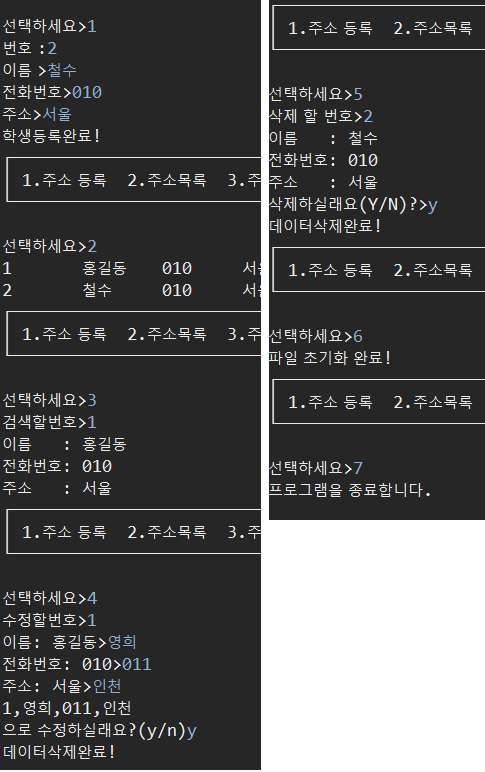 선택하세요>1
번호 :2
이름 >철수
전화번호>010
주소>서울
학생등록완료!
1.주소 등록  2.주소목록  3.주
선택하세요>2
1       홍길동    010     서울
2       철수     010     서울
선택하세요>3
검색할번호>1
이름   : 홍길동
전화번호: 010
주소   : 서울
1.주소 등록  2.주소목록  3.주
선택하세요>4
수정할번호>1
이름: 홍길동>영희
전화번호: 010>011
주소: 서울>인천
1,영희,011,인천
으로 수정하실래요?(y/n)y
데이터삭제완료!
1.주소 등록  2.주소목록
선택하세요>5
삭제 할 번호>2
이름   : 철수
전화번호: 010
주소   : 서울
삭제하실래요(Y/N)?>y
데이터삭제완료!
1.주소 등록  2.주소목록
선택하세요>6
파일 초기화 완료!
1.주소 등록  2.주소목록
선택하세요>7
프로그램을 종료합니다.